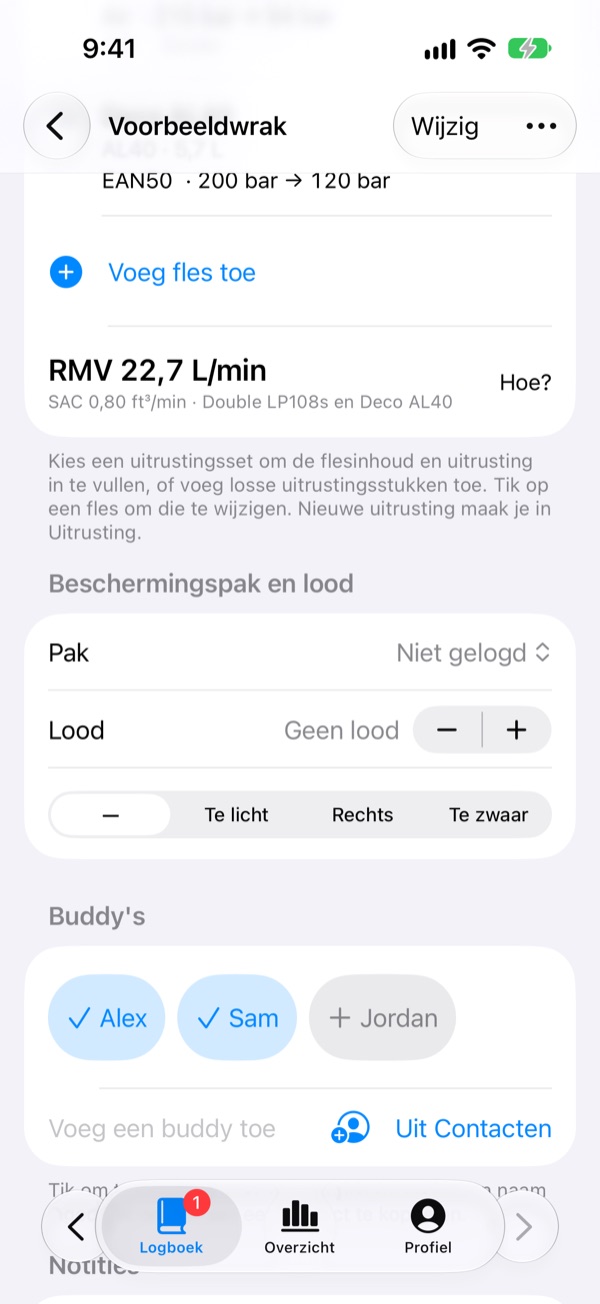 9:41
Voorbeeldwrak
Wijzig
EAN50 · 200 bar → 120 bar
Voeg fles toe
RMV 22,7 L/min
SAC 0,80 ft³/min · Double LP108s en Deco AL40
Hoe?
Kies een uitrustingsset om de flesinhoud en uitrusting
in te vullen, of voeg losse uitrustingsstukken toe. Tik op
een fles om die te wijzigen. Nieuwe uitrusting maak je in
Uitrusting.
Beschermingspak en lood
Pak Niet gelogd
Lood Geen lood − +
– Te licht Rechts Te zwaar
Buddy's
✓ Alex ✓ Sam + Jordan
Voeg een buddy toe Uit Contacten
Tik om naam
1
Logboek Overzicht Profiel
Notities